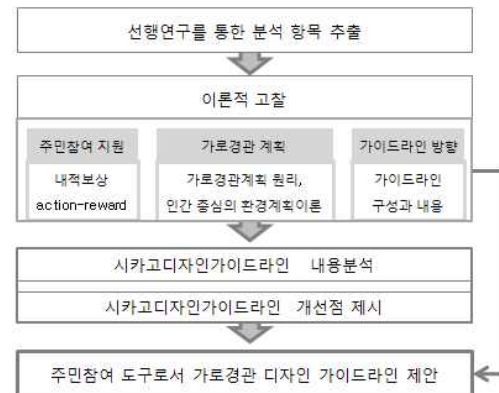 선행연구를 통한 분석 항목 추출
이론적 고찰
주민참여 지원
내적보상
action-reward
가로경관 계획
가로경관계획 원리,
인간 중심의 환경계획이론
가이드라인 방향
가이드라인
구성과 내용
시카고디자인가이드라인 내용분석
시카고디자인가이드라인 개선점 제시
주민참여 도구로서 가로경관 디자인 가이드라인 제안